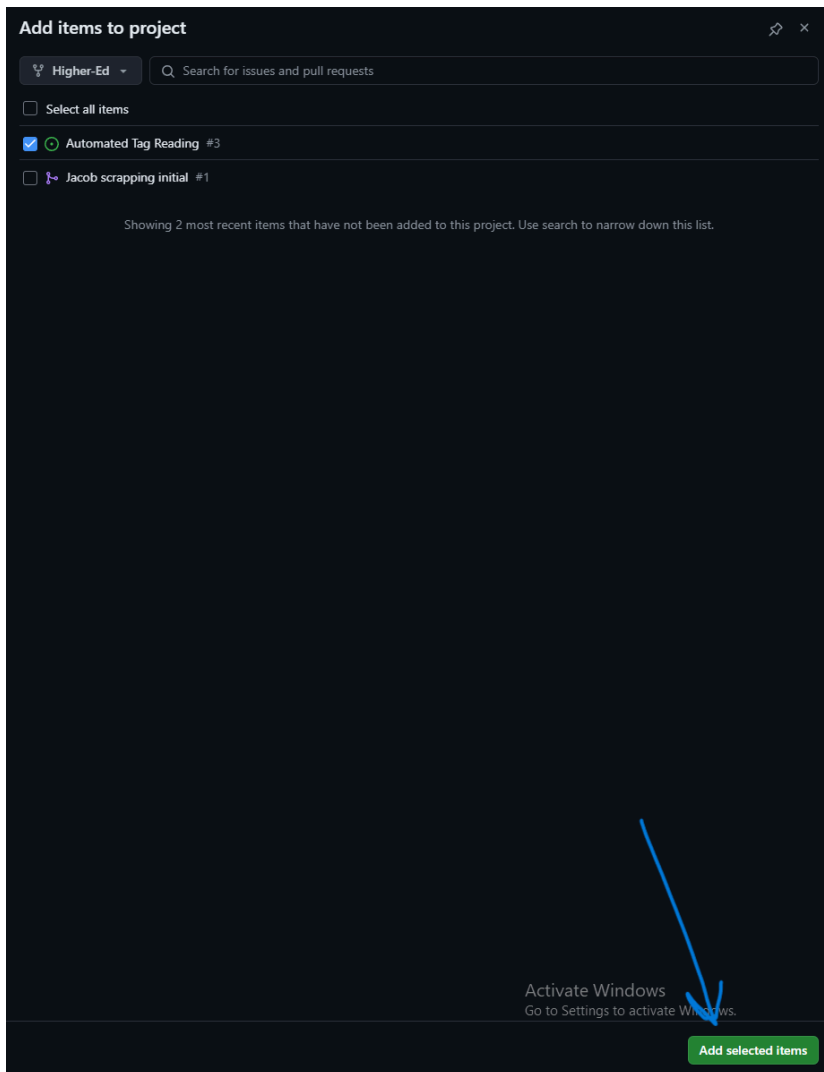 Add items to project
Higher-Ed
Search for issues and pull requests
Select all items
Automated Tag Reading #3
Jacob scrapping initial #1
Showing 2 most recent items that have not been added to this project. Use search to narrow down this list.
Activate Windows
Go to Settings to activate Windows.
Add selected items